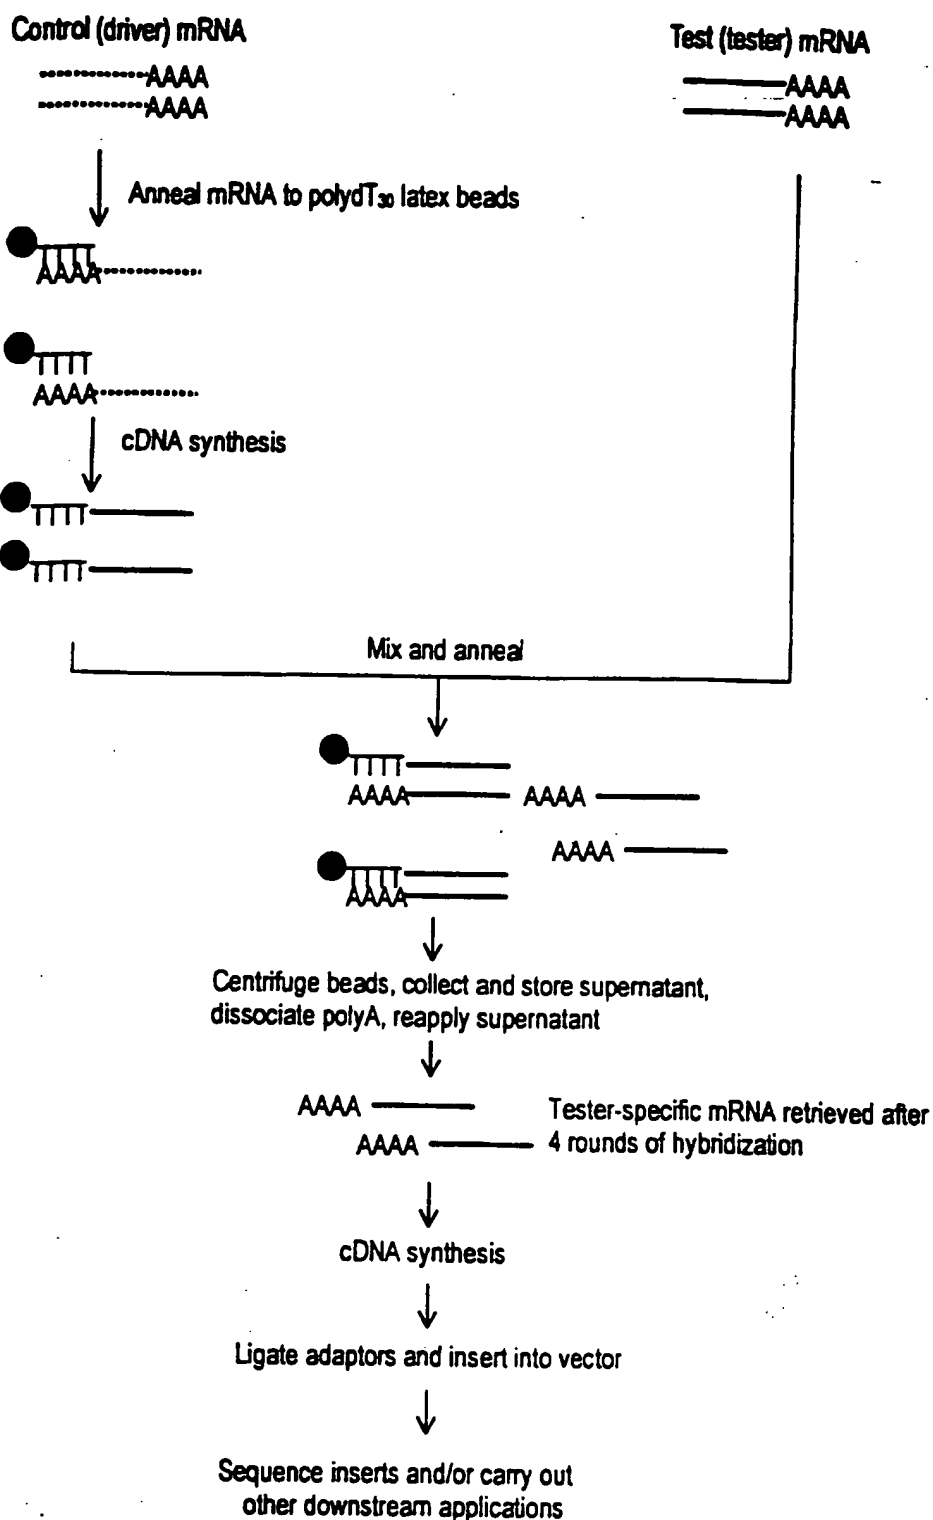 Control (driver) mRNA
Test (tester) mRNA
AAAA
AAAA
AAAA
AAAA
Anneal mRNA to polydT₃₀ latex beads
TTTT
AAAA
TTTT
AAAA
cDNA synthesis
TTTT
TTTT
Mix and anneal
TTTT
AAAA AAAA
AAAA
TTTT
AAAA
Centrifuge beads, collect and store supernatant,
dissociate polyA, reapply supernatant
AAAA
Tester-specific mRNA retrieved after
AAAA
4 rounds of hybridization
cDNA synthesis
Ligate adaptors and insert into vector
Sequence inserts and/or carry out
other downstream applications